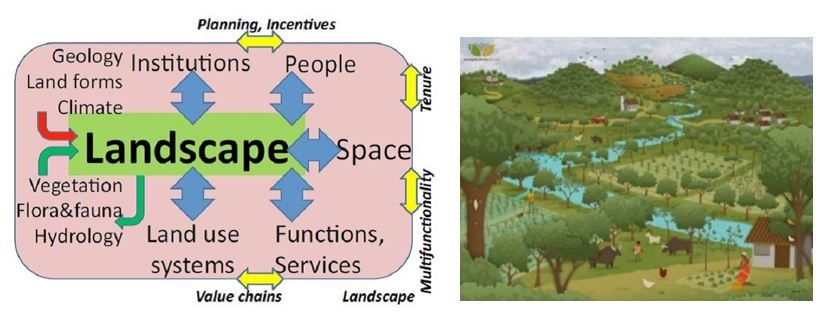 Planning, Incentives
Geology
Land forms
Climate
Institutions
People
Tenure
Landscape
Space
Vegetation
Flora&fauna
Hydrology
Land use
systems
Functions,
Services
Multifunctionality
Value chains
Landscape